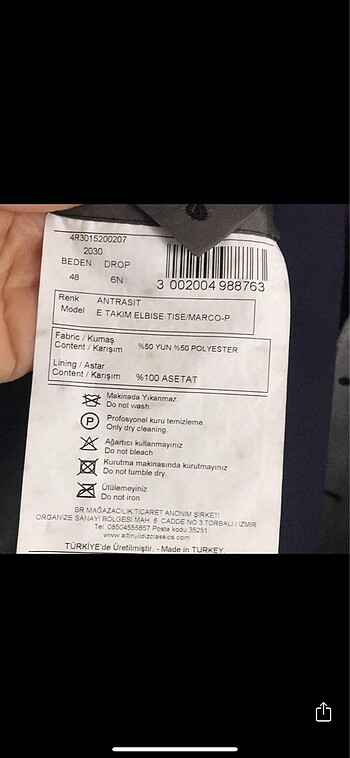 4R3015200207
2030
BEDEN DROP
48 6N
3 002004 988763
Renk ANTRASIT
Model E TAKIM ELBISE TISE/MARCO-P
Fabric / Kumaş
Content / Karışım %50 YUN %50 POLYESTER
Lining / Astar
Content / Karışım %100 ASETAT
Makinada Yıkanmaz.
Do not wash.
P
Profosyonel kuru temizleme.
Only dry cleaning.
Ağartıcı kullanmayınız
Do not bleach
Kurutma makinasında kurutmayınız
Do not tumble dry.
Ütülemeyiniz
Do not iron
BR MAĞAZACILIK TİCARET ANONİM ŞİRKETİ
ORGANİZE SANAYİ BÖLGESİ MAH. 6. CADDE NO 3 TORBALI / İZMİR
Tel: 08504555667 Posta kodu 35251
www.altinyildizclassics.com
TÜRKİYE'de Üretilmiştir. - Made in TURKEY